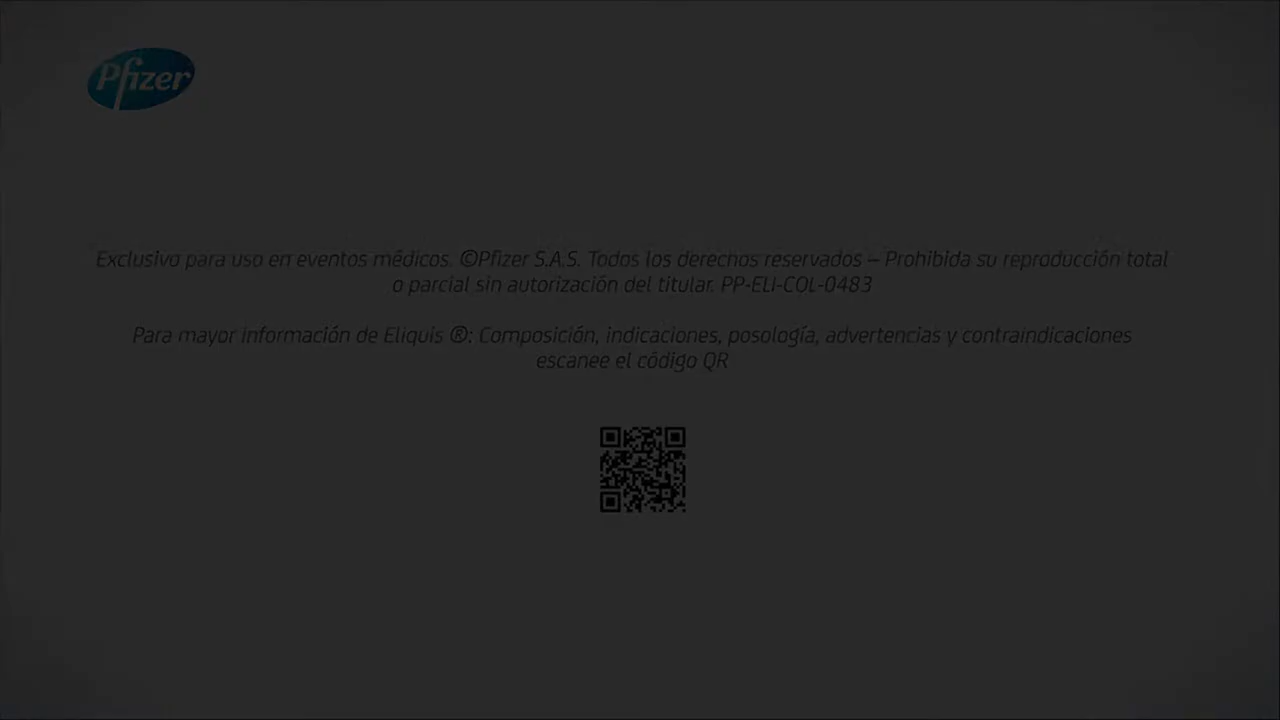 Pfizer
Exclusivo para uso en eventos médicos. ©Pfizer S.A.S. Todos los derechos reservados – Prohibida su reproducción total
o parcial sin autorización del titular. PP-ELI-COL-0483
Para mayor información de Eliquis ®: Composición, indicaciones, posología, advertencias y contraindicaciones
escanee el código QR